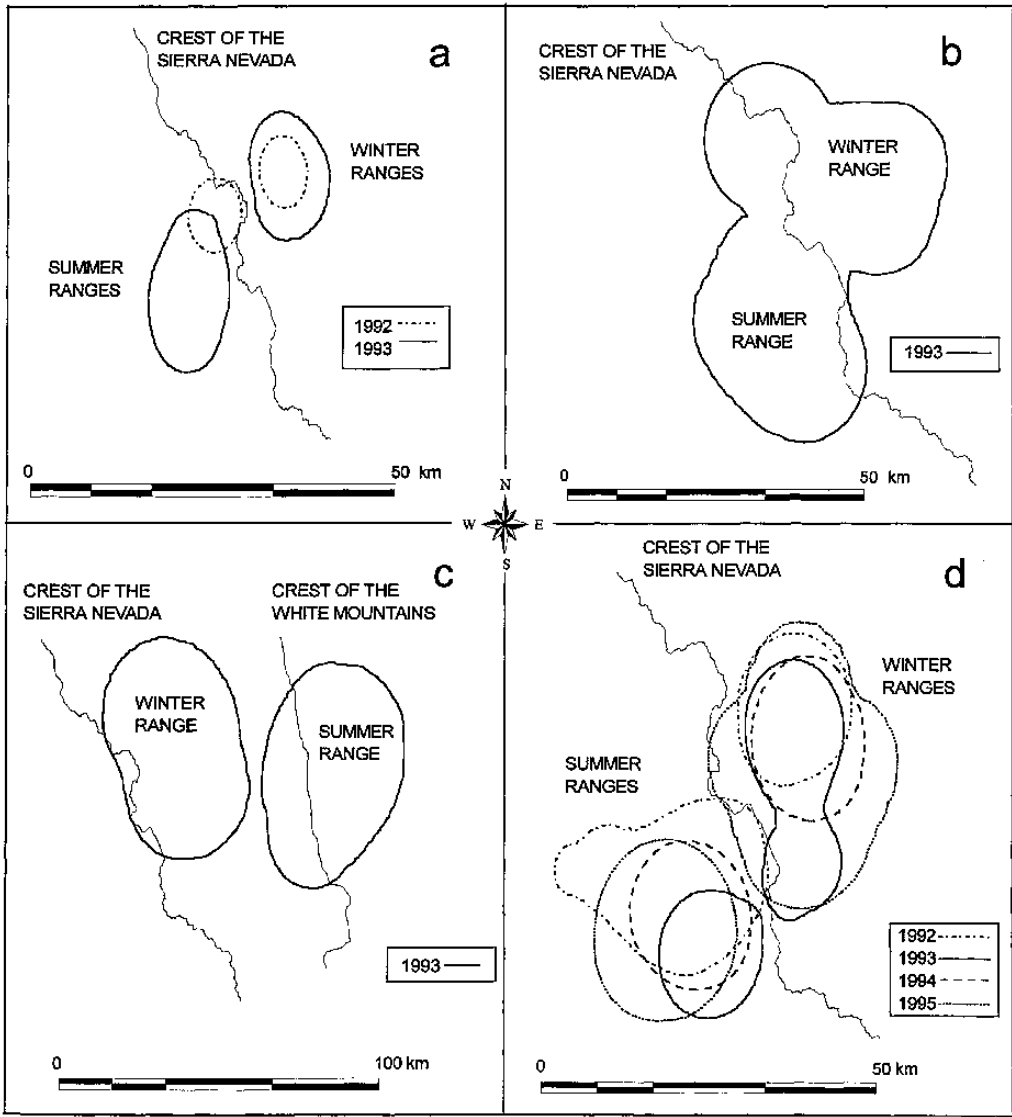 CREST OF THE
SIERRA NEVADA
a
WINTER
RANGES
SUMMER
RANGES
1992
1993
0
50 km
CREST OF THE
SIERRA NEVADA
b
WINTER
RANGE
SUMMER
RANGE
1993
0
50 km
N
W
E
S
CREST OF THE
SIERRA NEVADA
CREST OF THE
WHITE MOUNTAINS
c
WINTER
RANGE
SUMMER
RANGE
1993
0
100 km
CREST OF THE
SIERRA NEVADA
d
WINTER
RANGES
SUMMER
RANGES
1992
1993
1994
1995
0
50 km